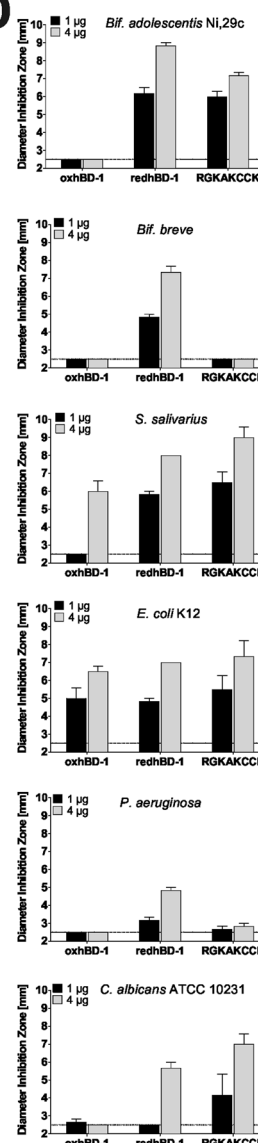 Bif. adolescentis Ni,29c
1 µg
4 µg
Diameter Inhibition Zone [mm]
10
9
8
7
6
5
4
3
2
oxhBD-1 redhBD-1 RGKAKCCK
Bif. breve
1 µg
4 µg
Diameter Inhibition Zone [mm]
10
9
8
7
6
5
4
3
2
oxhBD-1 redhBD-1
S. salivarius
1 µg
4 µg
Diameter Inhibition Zone [mm]
10
9
8
7
6
5
4
3
2
oxhBD-1 redhBD-1
E. coli K12
1 µg
4 µg
Diameter Inhibition Zone [mm]
10
9
8
7
6
5
4
3
2
oxhBD-1 redhBD-1
P. aeruginosa
1 µg
4 µg
Diameter Inhibition Zone [mm]
10
9
8
7
6
5
4
3
2
oxhBD-1 redhBD-1
C. albicans ATCC 10231
1 µg
4 µg
Diameter Inhibition Zone [mm]
10
9
8
7
6
5
4
3
2
oxhBD-1 redhBD-1